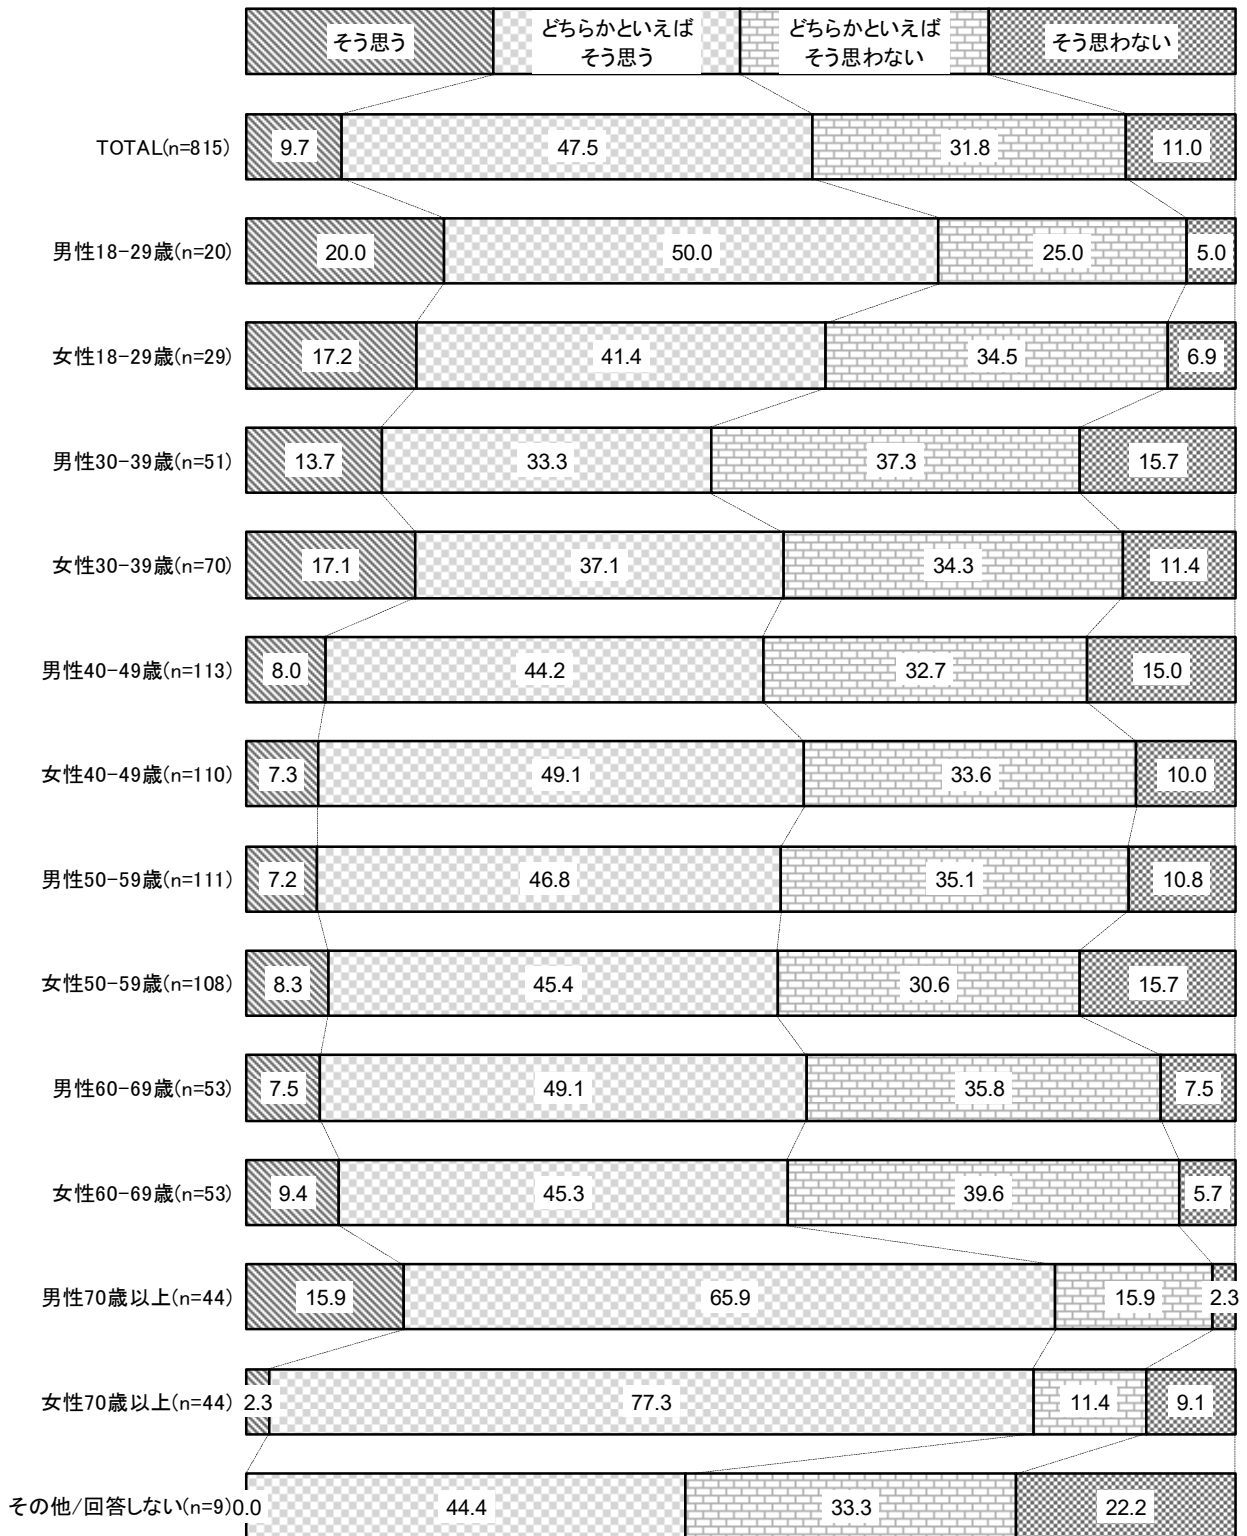 そう思う
どちらかといえば
そう思う
どちらかといえば
そう思わない
そう思わない
TOTAL(n=815) 9.7 47.5 31.8 11.0
男性18-29歳(n=20) 20.0 50.0 25.0 5.0
女性18-29歳(n=29) 17.2 41.4 34.5 6.9
男性30-39歳(n=51) 13.7 33.3 37.3 15.7
女性30-39歳(n=70) 17.1 37.1 34.3 11.4
男性40-49歳(n=113) 8.0 44.2 32.7 15.0
女性40-49歳(n=110) 7.3 49.1 33.6 10.0
男性50-59歳(n=111) 7.2 46.8 35.1 10.8
女性50-59歳(n=108) 8.3 45.4 30.6 15.7
男性60-69歳(n=53) 7.5 49.1 35.8 7.5
女性60-69歳(n=53) 9.4 45.3 39.6 5.7
男性70歳以上(n=44) 15.9 65.9 15.9 2.3
女性70歳以上(n=44) 2.3 77.3 11.4 9.1
その他/回答しない(n=9) 0.0 44.4 33.3 22.2